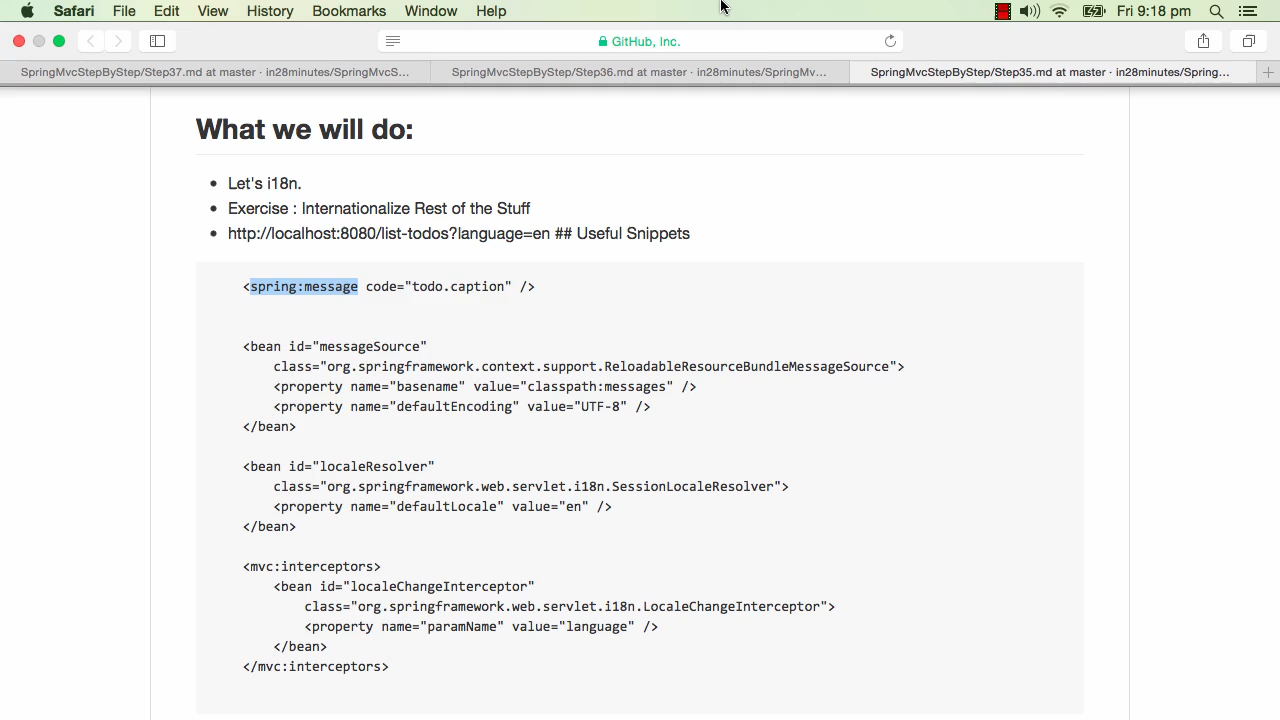 Safari File Edit View History Bookmarks Window Help Fri 9:18 pm
GitHub, Inc.
SpringMvcStepByStep/Step37.md at master · in28minutes/SpringMvcS... SpringMvcStepByStep/Step36.md at master · in28minutes/SpringMv... SpringMvcStepByStep/Step35.md at master · in28minutes/Spring...
What we will do:
Let's i18n.
Exercise : Internationalize Rest of the Stuff
http://localhost:8080/list-todos?language=en ## Useful Snippets
<spring:message code="todo.caption" />
<bean id="messageSource"
class="org.springframework.context.support.ReloadableResourceBundleMessageSource">
<property name="basename" value="classpath:messages" />
<property name="defaultEncoding" value="UTF-8" />
</bean>
<bean id="localeResolver"
class="org.springframework.web.servlet.i18n.SessionLocaleResolver">
<property name="defaultLocale" value="en" />
</bean>
<mvc:interceptors>
<bean id="localeChangeInterceptor"
class="org.springframework.web.servlet.i18n.LocaleChangeInterceptor">
<property name="paramName" value="language" />
</bean>
</mvc:interceptors>